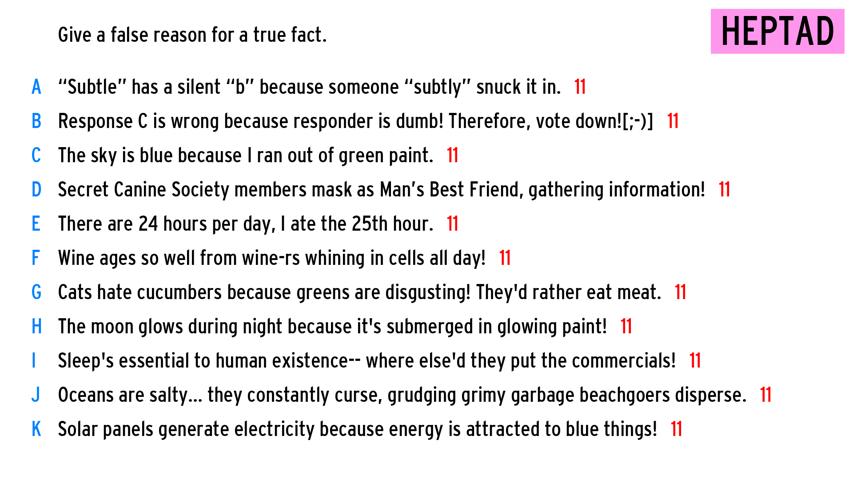 Give a false reason for a true fact.
HEPTAD
A “Subtle” has a silent “b” because someone “subtly” snuck it in. 11
B Response C is wrong because responder is dumb! Therefore, vote down![;-)] 11
C The sky is blue because I ran out of green paint. 11
D Secret Canine Society members mask as Man’s Best Friend, gathering information! 11
E There are 24 hours per day, I ate the 25th hour. 11
F Wine ages so well from wine-rs whining in cells all day! 11
G Cats hate cucumbers because greens are disgusting! They'd rather eat meat. 11
H The moon glows during night because it's submerged in glowing paint! 11
I Sleep's essential to human existence-- where else'd they put the commercials! 11
J Oceans are salty... they constantly curse, grudging grimy garbage beachgoers disperse. 11
K Solar panels generate electricity because energy is attracted to blue things! 11